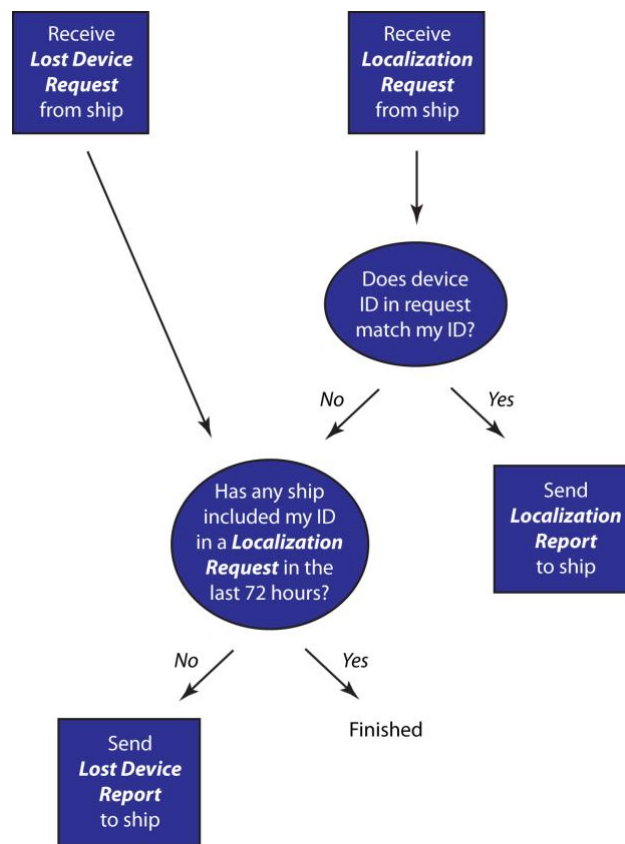 Receive
Lost Device
Request
from ship
Receive
Localization
Request
from ship
Does device
ID in request
match my ID?
No
Yes
Has any ship
included my ID
in a Localization
Request in the
last 72 hours?
Send
Localization
Report
to ship
No
Yes
Send
Lost Device
Report
to ship
Finished